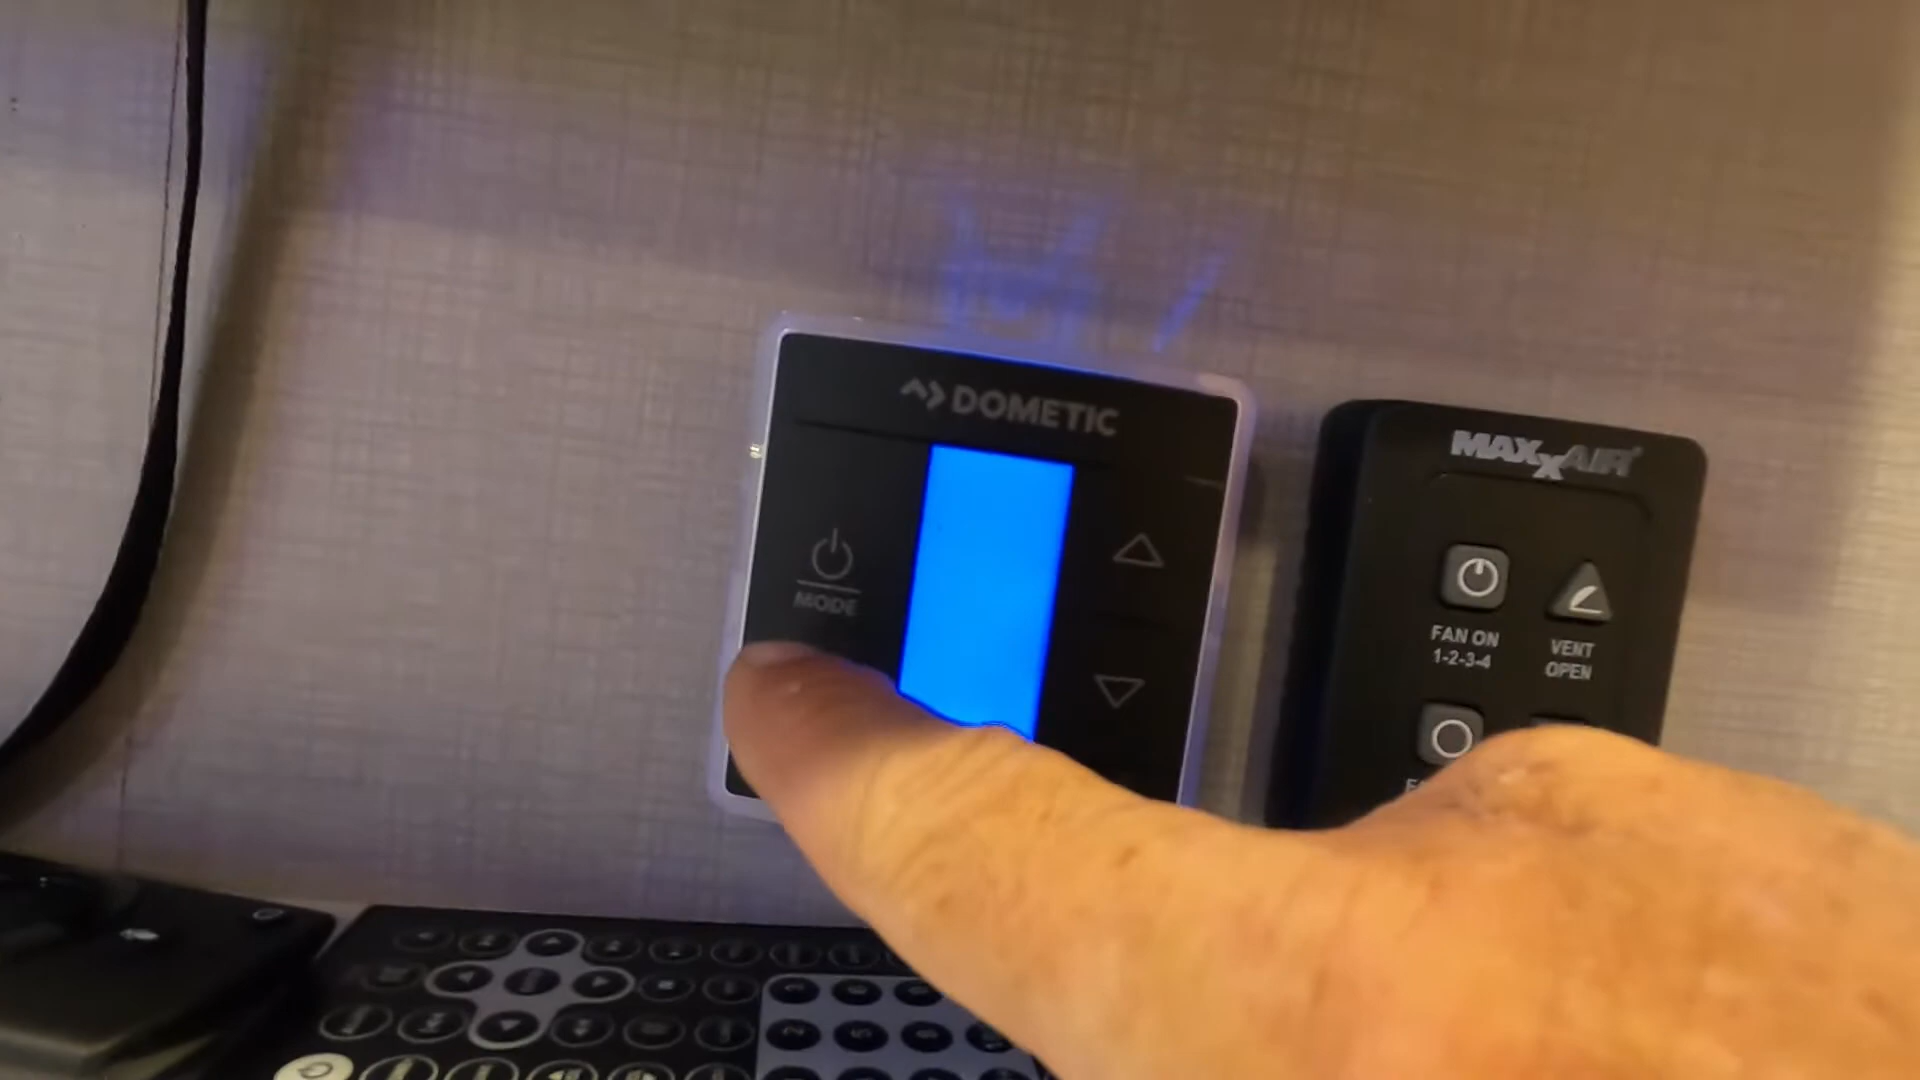 DOMETIC
MODE
MAXXAIR
FAN ON
1-2-3-4
VENT
OPEN